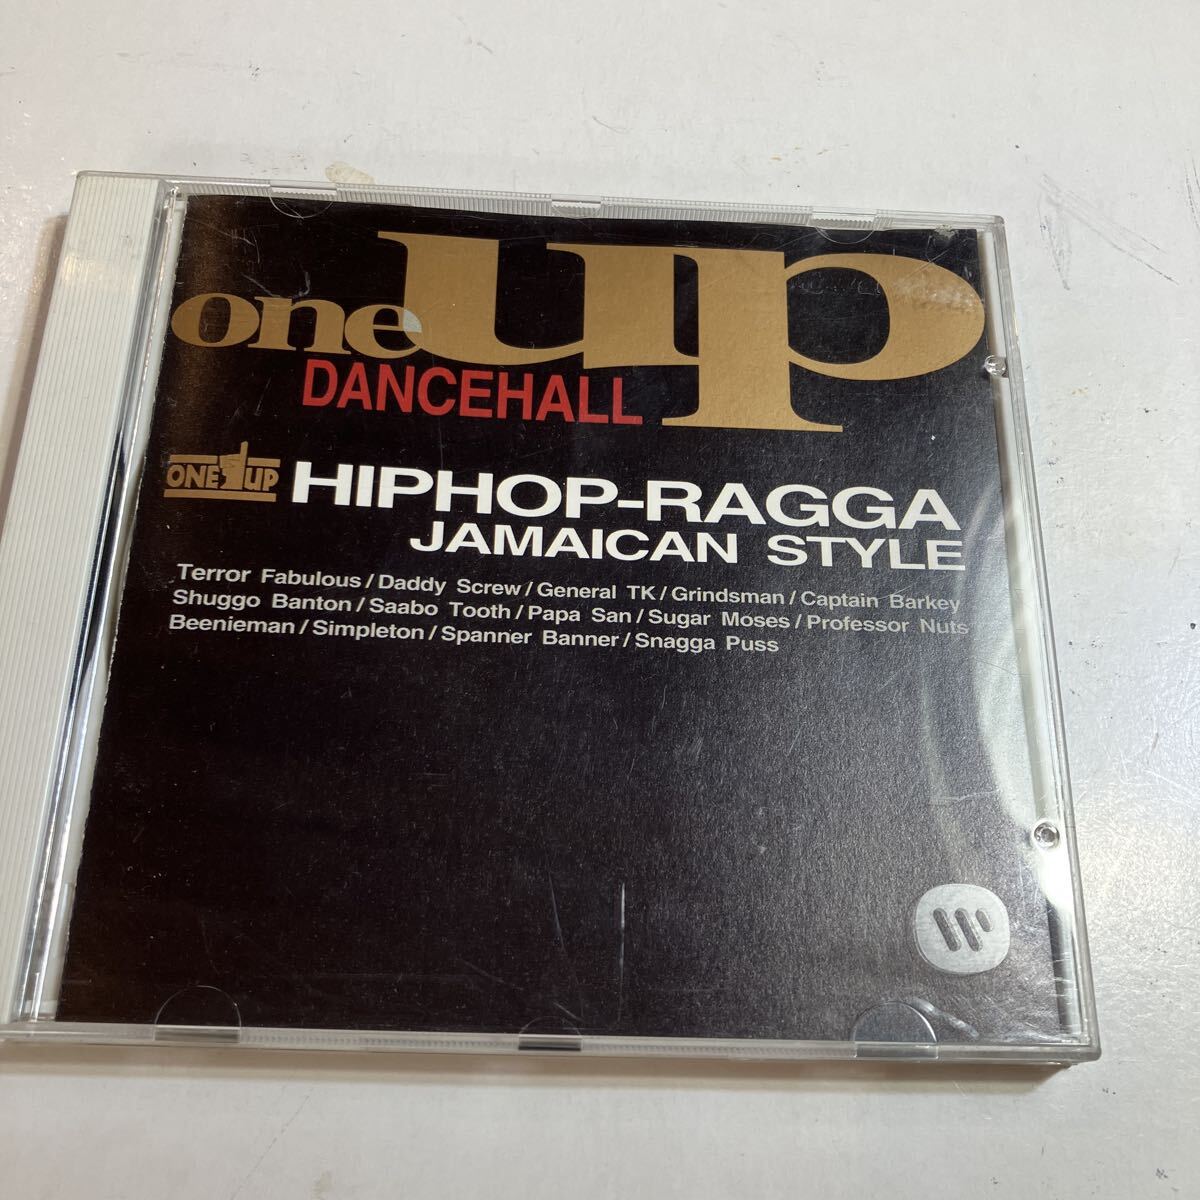 one up
DANCEHALL
ONE UP
HIPHOP-RAGGA
JAMAICAN STYLE
Terror Fabulous/Daddy Screw/General TK/Grindsman/Captain Barkey
Shuggo Banton/Saabo Tooth/Papa San/Sugar Moses/Professor Nuts
Beenieman/Simpleton/Spanner Banner/Snagga Puss